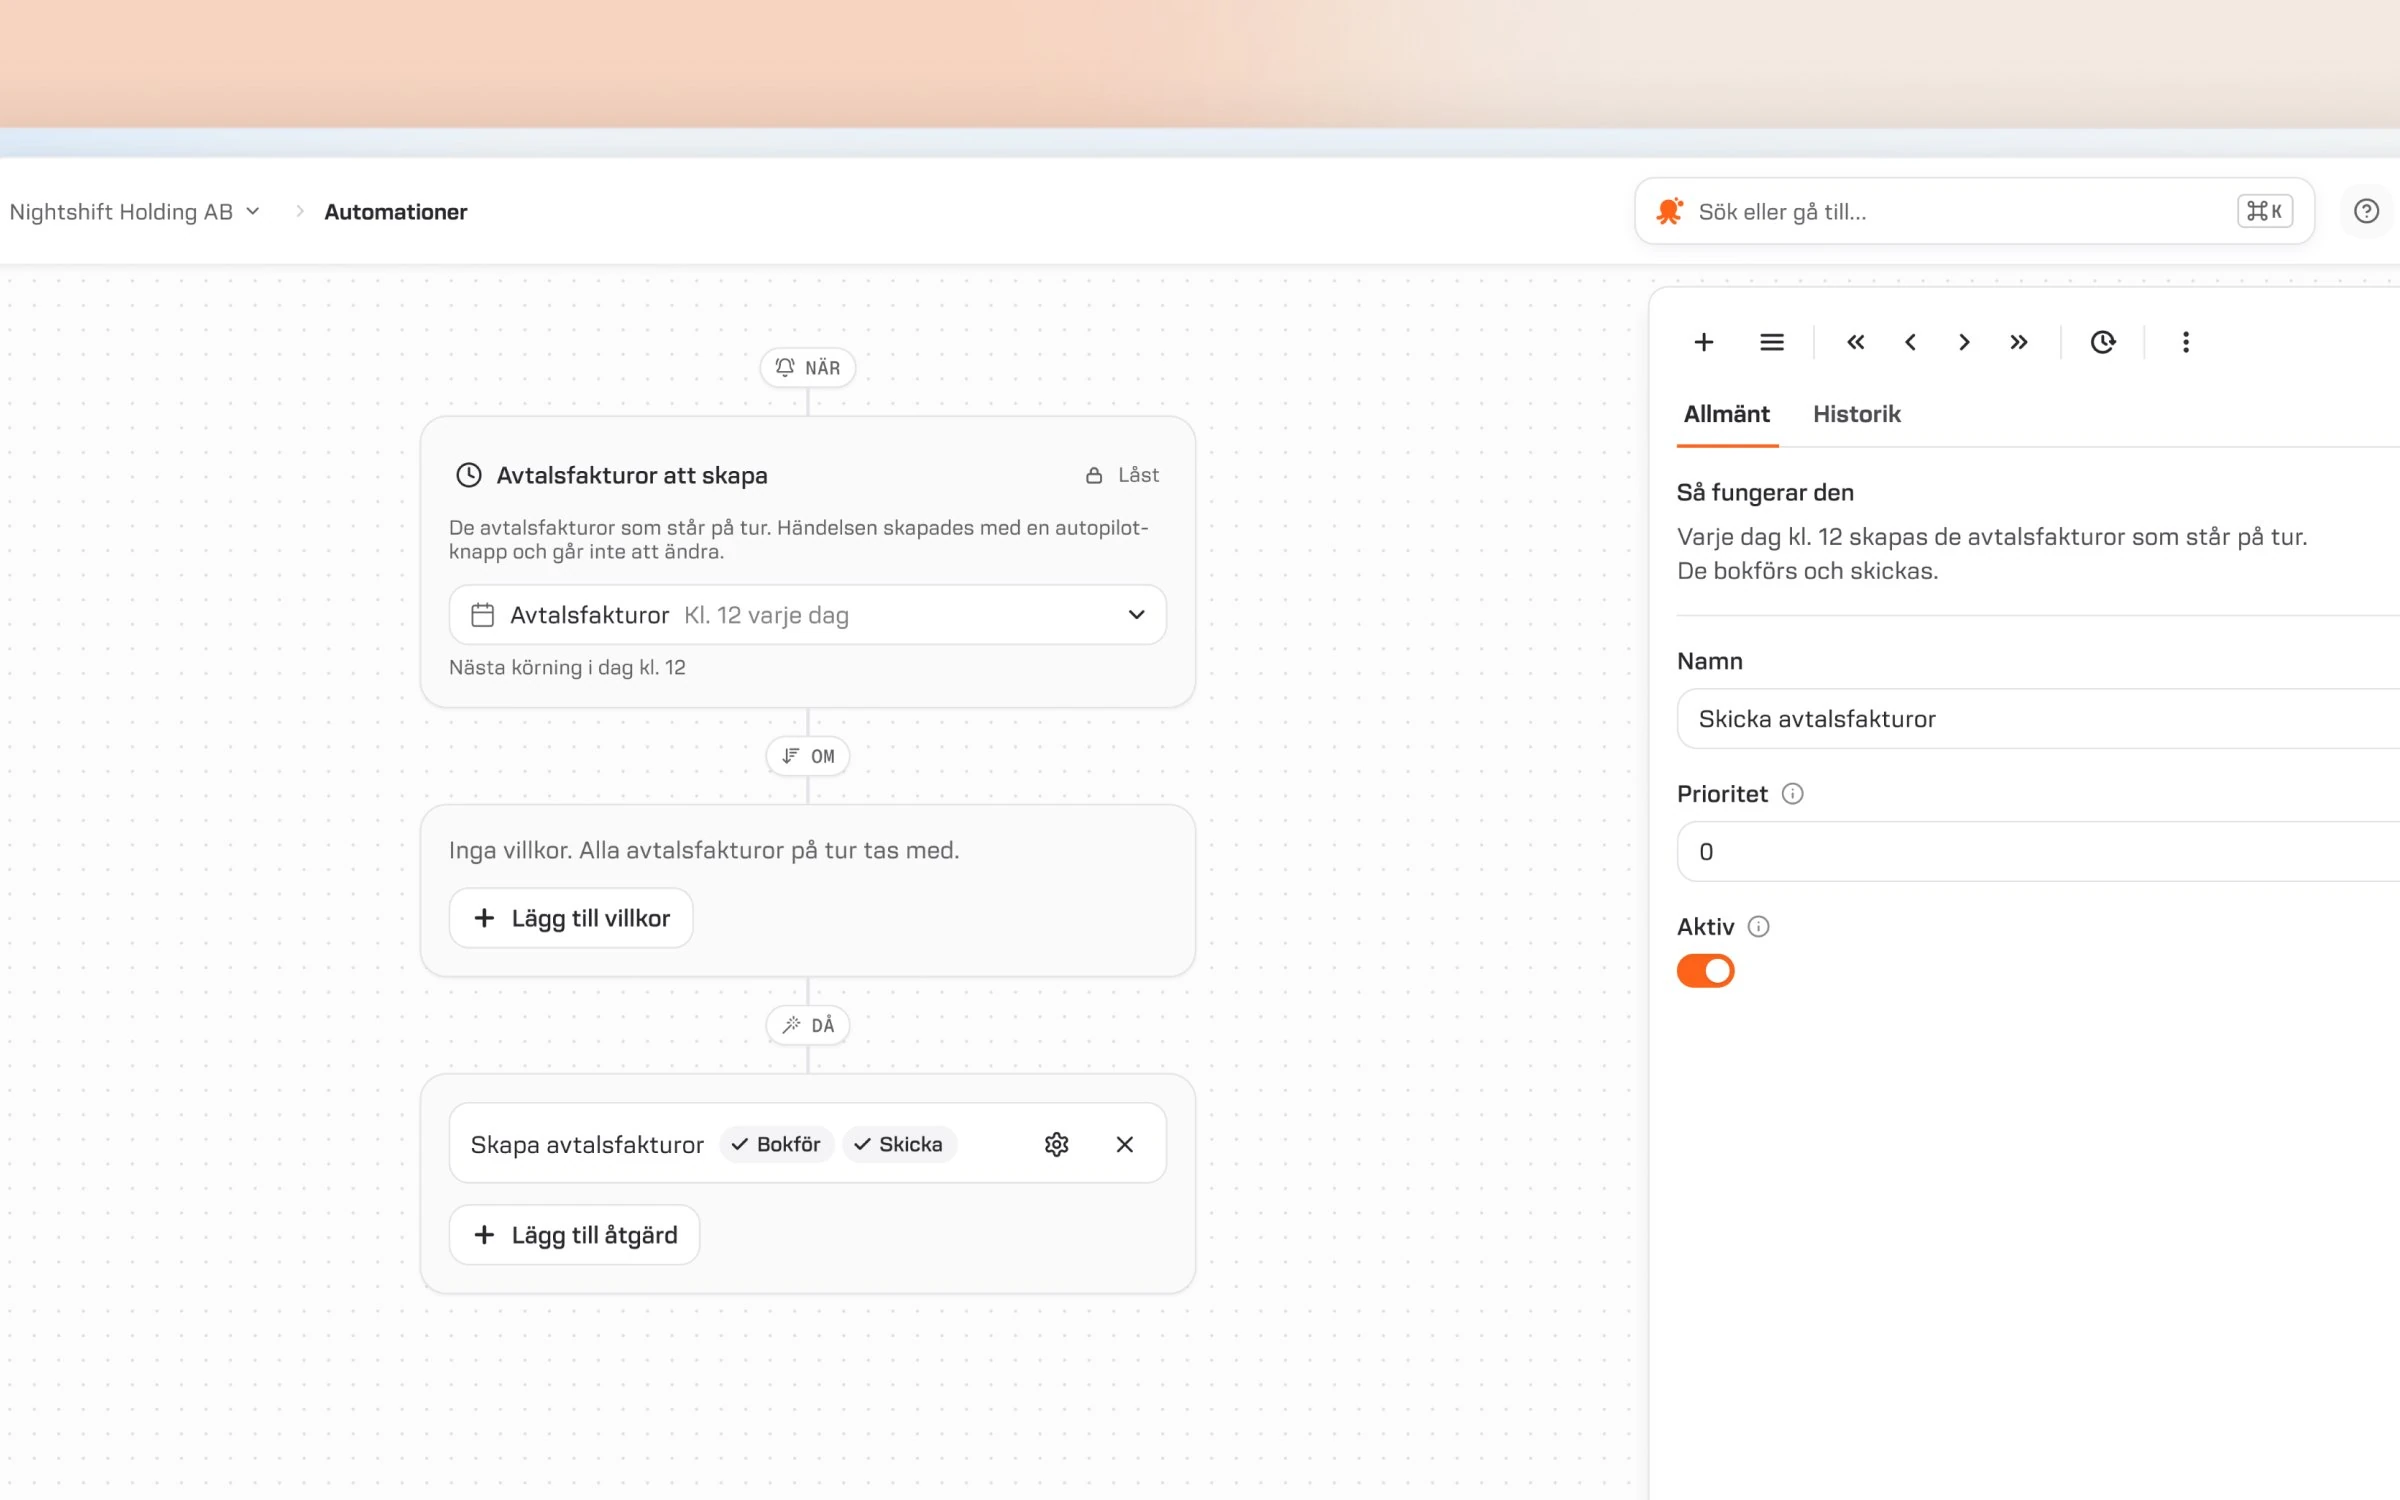 Nightshift Holding AB
Automationer
Sök eller gå till...
⌘K
NÄR
Avtalsfakturor att skapa
Låst
De avtalsfakturor som står på tur. Händelsen skapades med en autopilot-
knapp och går inte att ändra.
Avtalsfakturor Kl. 12 varje dag
Nästa körning i dag kl. 12
OM
Inga villkor. Alla avtalsfakturor på tur tas med.
Lägg till villkor
DÅ
Skapa avtalsfakturor Bokför Skicka
Lägg till åtgärd
Allmänt Historik
Så fungerar den
Varje dag kl. 12 skapas de avtalsfakturor som står på tur.
De bokförs och skickas.
Namn
Skicka avtalsfakturor
Prioritet
0
Aktiv